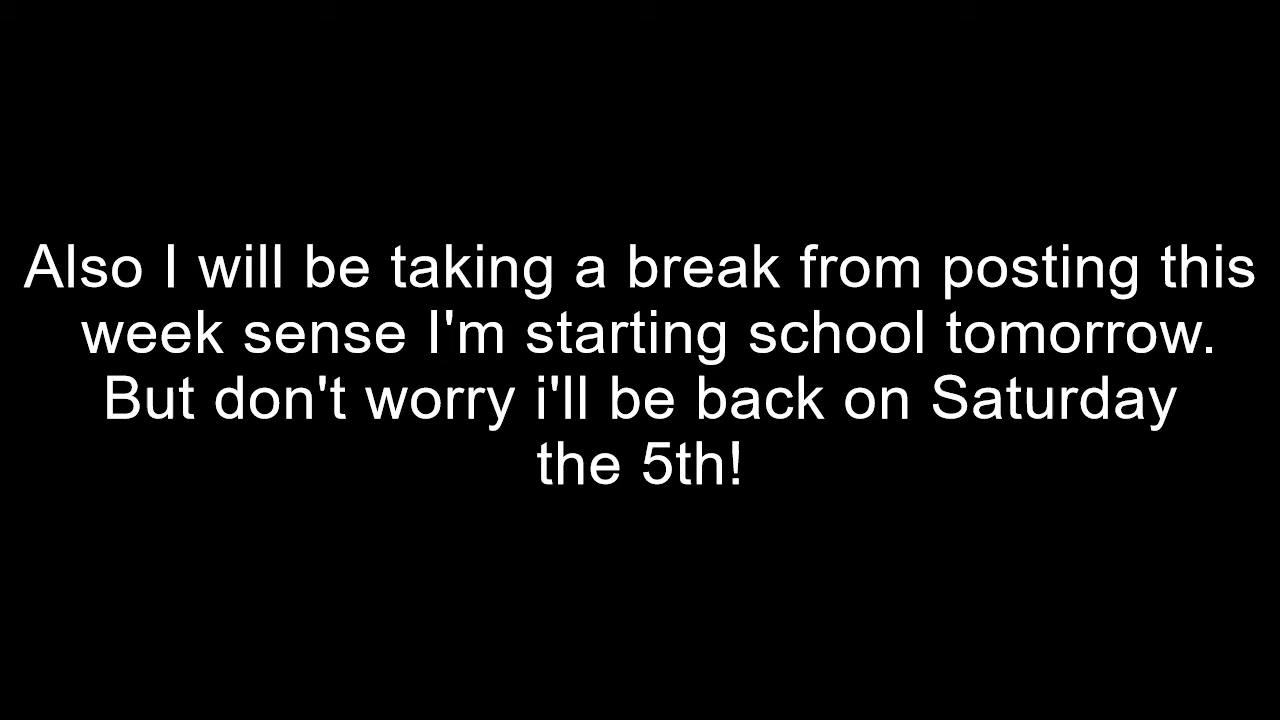 Also I will be taking a break from posting this
week sense I'm starting school tomorrow.
But don't worry i'll be back on Saturday
the 5th!